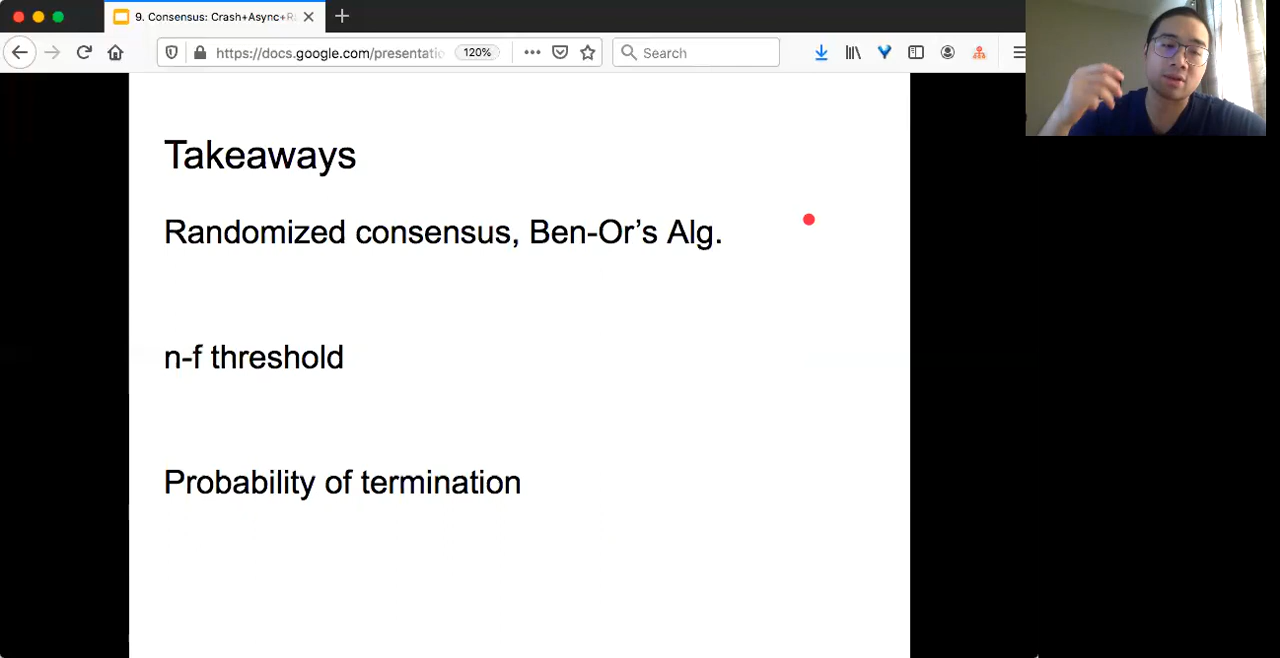 9. Consensus: Crash+Async+R
https://docs.google.com/presentatio
120%
Search
Takeaways
Randomized consensus, Ben-Or’s Alg.
n-f threshold
Probability of termination